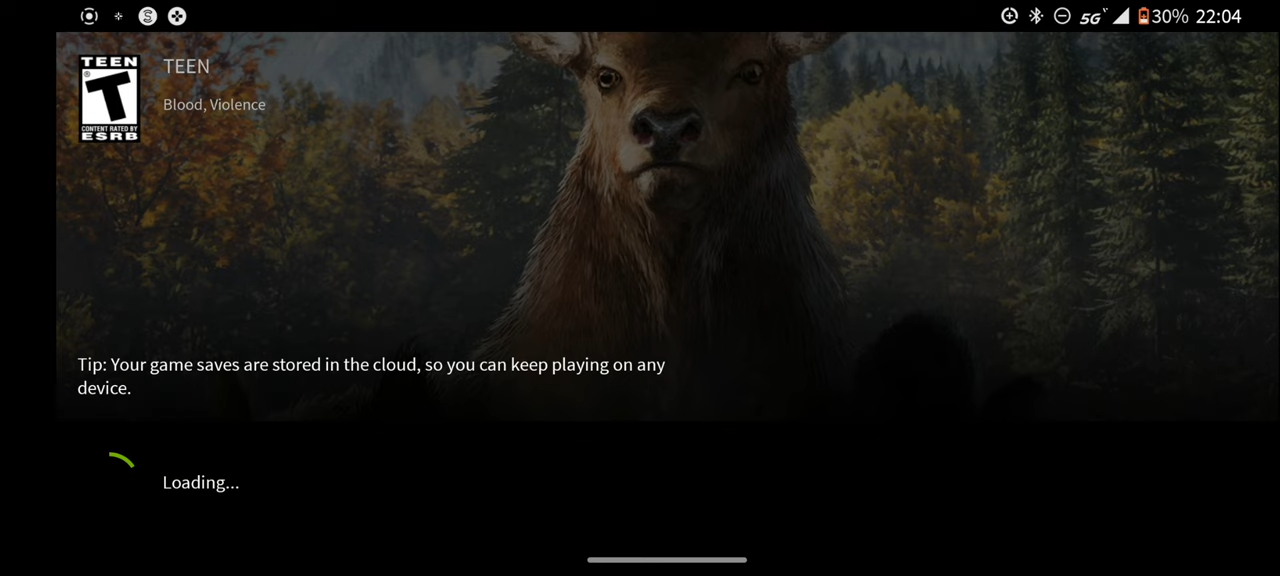 5G 30% 22:04
TEEN
T
CONTENT RATED BY
ESRB
TEEN
Blood, Violence
Tip: Your game saves are stored in the cloud, so you can keep playing on any
device.
Loading...